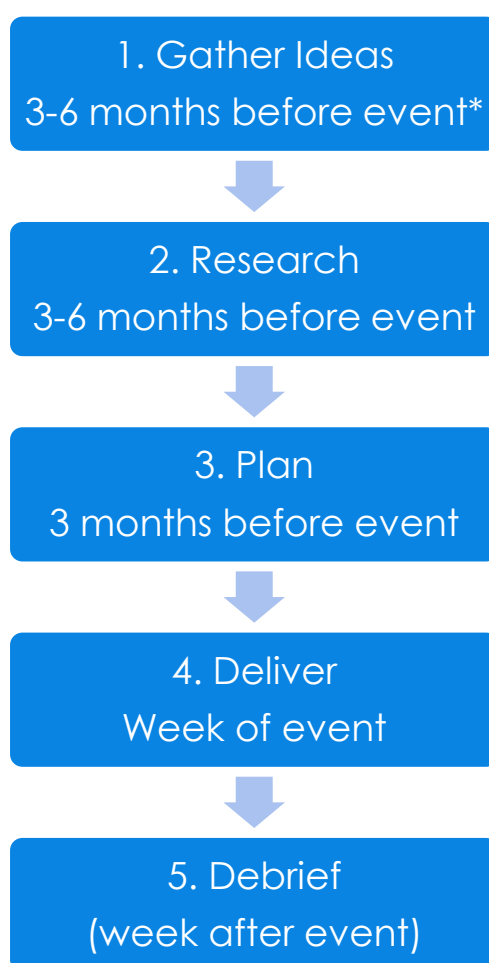 1. Gather Ideas
3-6 months before event*
2. Research
3-6 months before event
3. Plan
3 months before event
4. Deliver
Week of event
5. Debrief
(week after event)